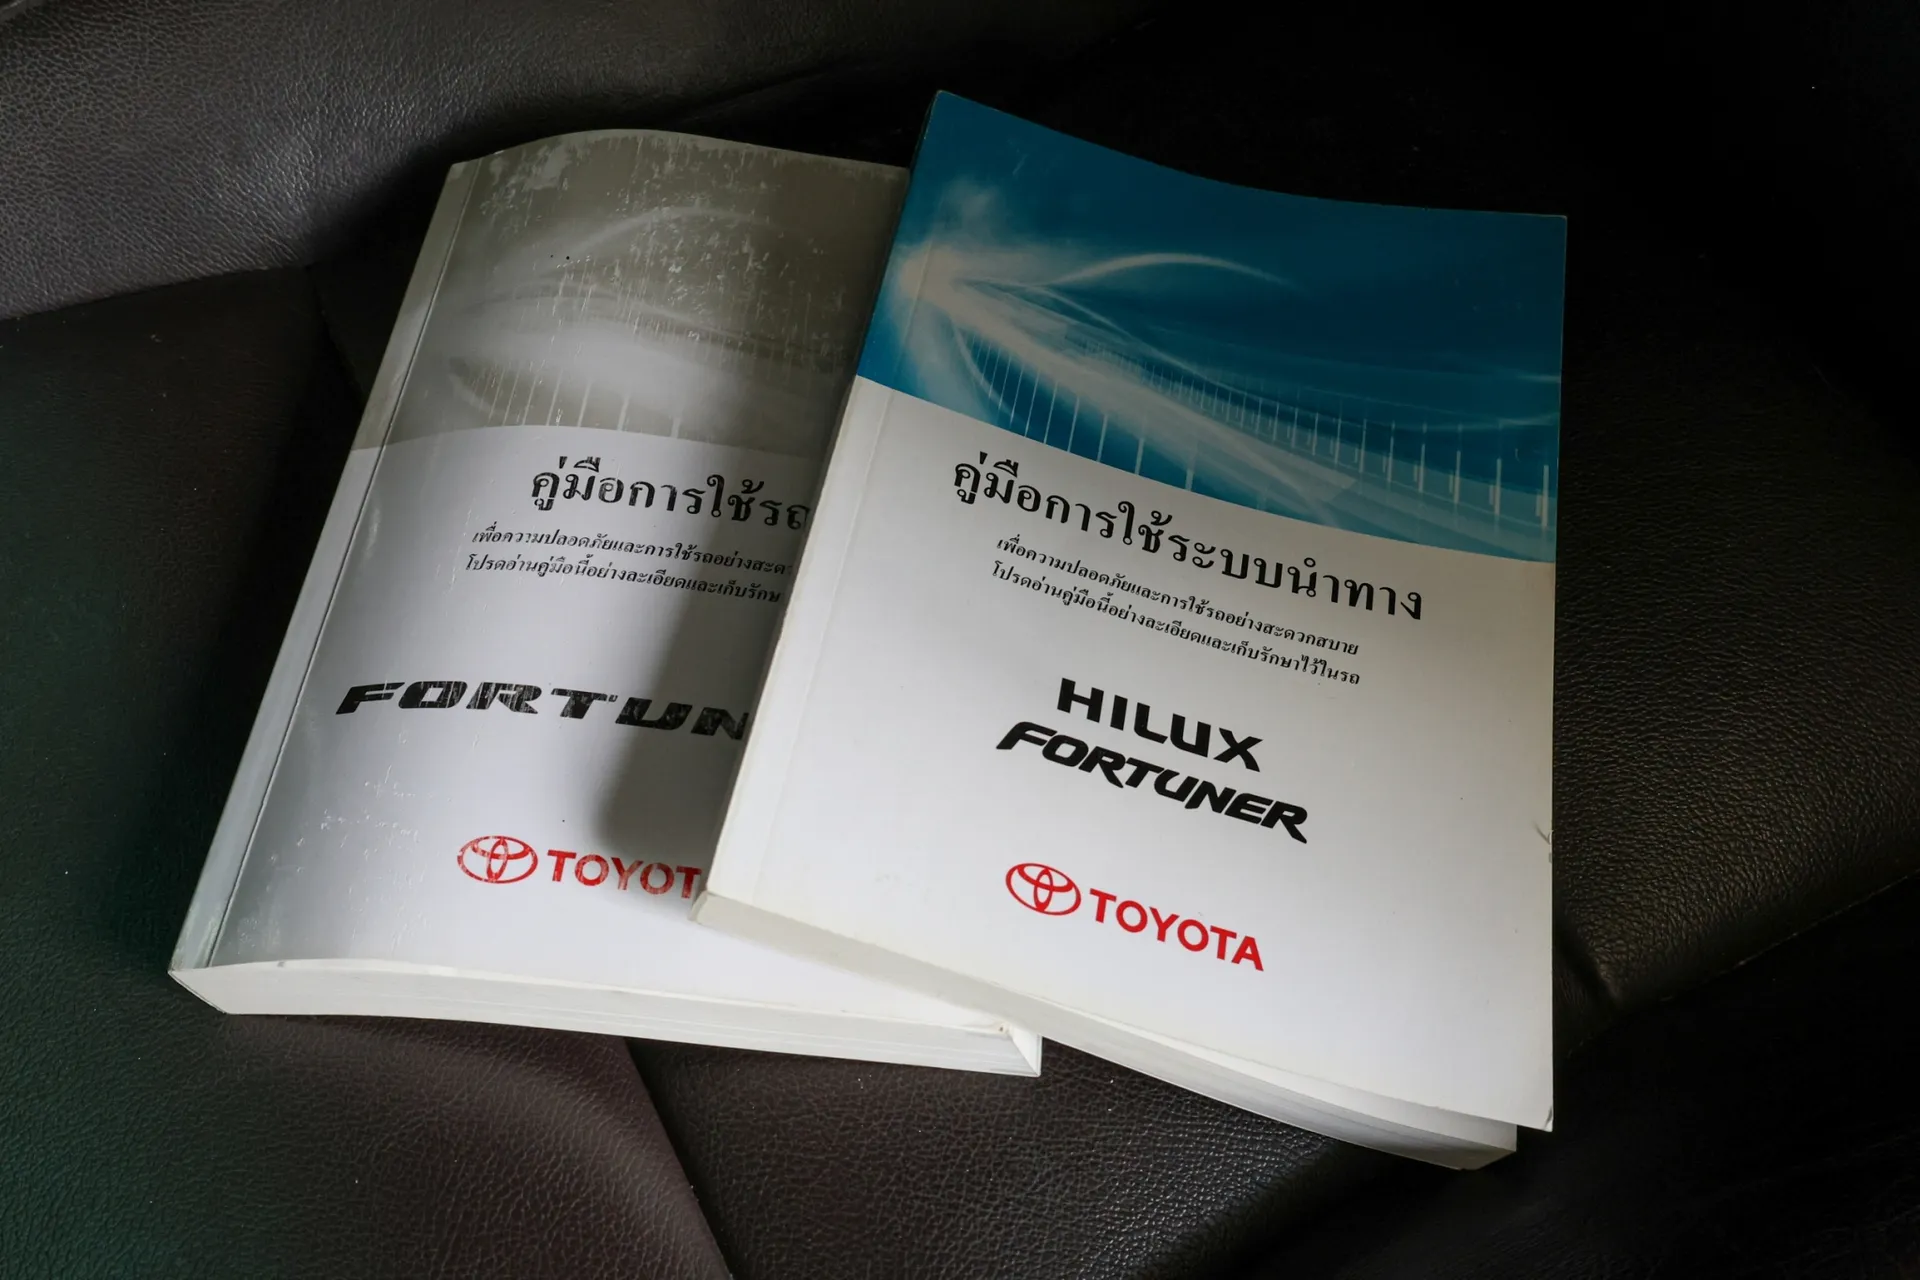 คู่มือการใช้รถ
เพื่อความปลอดภัยและการใช้รถอย่างสะดวก
โปรดอ่านคู่มือนี้อย่างละเอียดและเก็บรักษา
FORTUN
TOYOT
คู่มือการใช้ระบบนำทาง
เพื่อความปลอดภัยและการใช้รถอย่างสะดวกสบาย
โปรดอ่านคู่มือนี้อย่างละเอียดและเก็บรักษาไว้ในรถ
HILUX
FORTUNER
TOYOTA